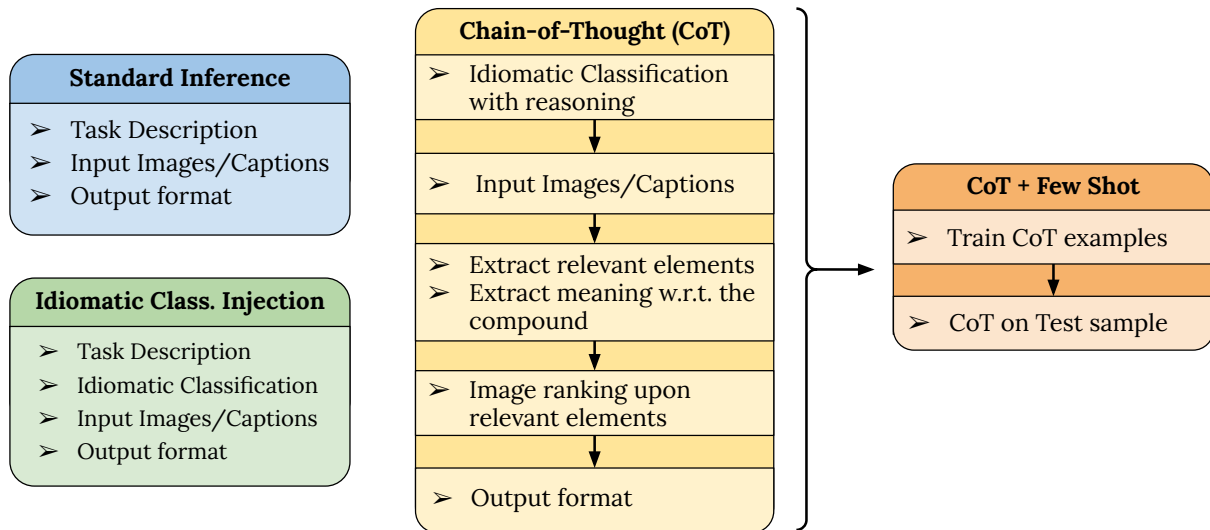 Standard Inference
➢ Task Description
➢ Input Images/Captions
➢ Output format
Idiomatic Class. Injection
➢ Task Description
➢ Idiomatic Classification
➢ Input Images/Captions
➢ Output format
Chain-of-Thought (CoT)
➢ Idiomatic Classification
with reasoning
➢ Input Images/Captions
➢ Extract relevant elements
➢ Extract meaning w.r.t. the
compound
➢ Image ranking upon
relevant elements
➢ Output format
CoT + Few Shot
➢ Train CoT examples
➢ CoT on Test sample